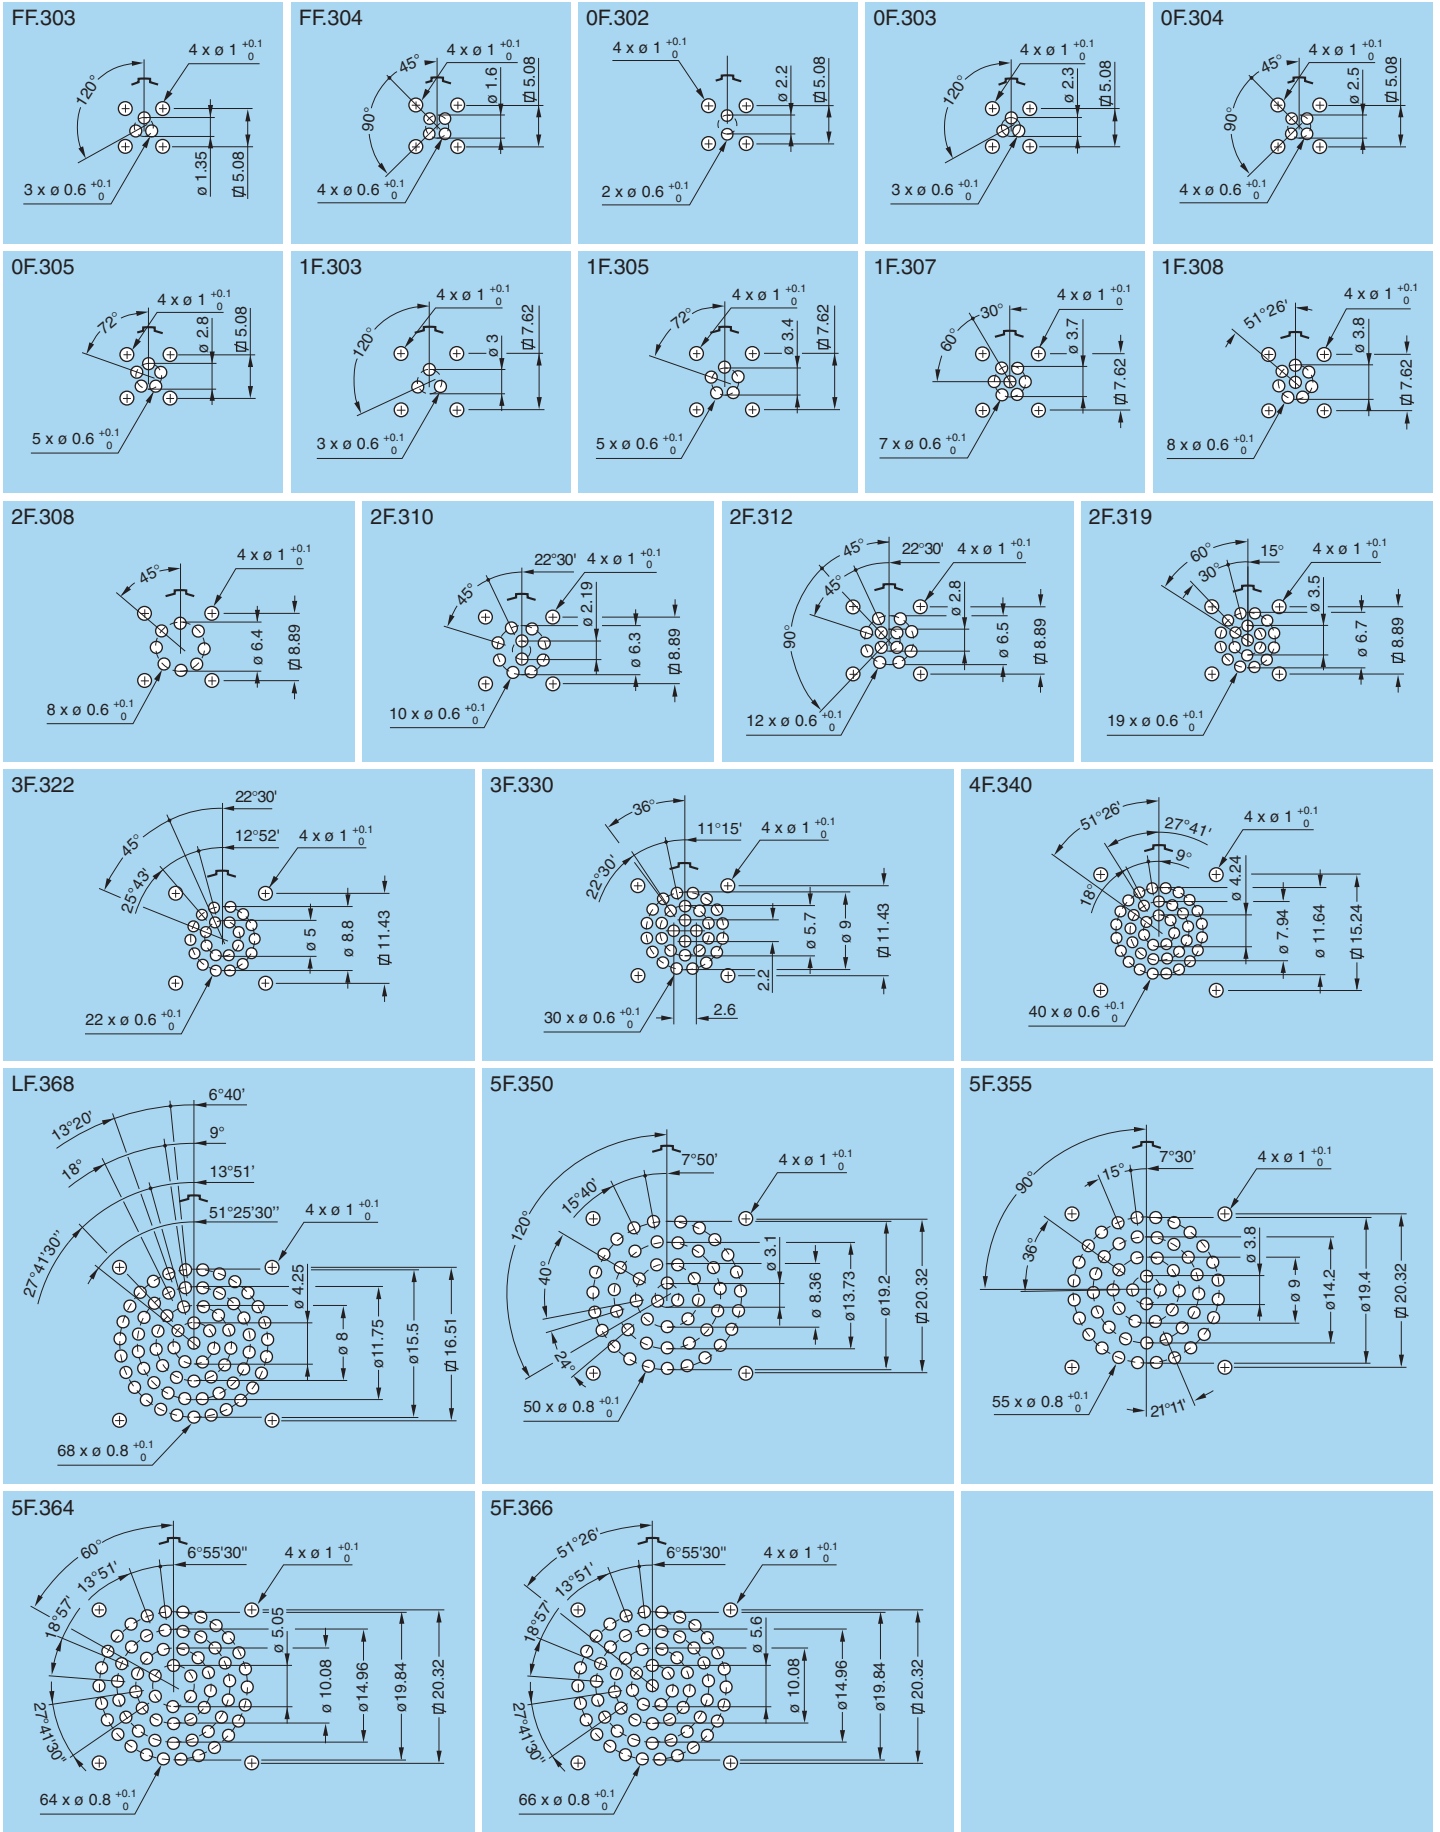 FF.303
4 x ø 1 +0.1 0
120°
ø 1.35
⌷ 5.08
3 x ø 0.6 +0.1 0
FF.304
4 x ø 1 +0.1 0
45°
90°
ø 1.6
⌷ 5.08
4 x ø 0.6 +0.1 0
0F.302
4 x ø 1 +0.1 0
ø 2.2
⌷ 5.08
2 x ø 0.6 +0.1 0
0F.303
4 x ø 1 +0.1 0
120°
ø 2.3
⌷ 5.08
3 x ø 0.6 +0.1 0
0F.304
4 x ø 1 +0.1 0
45°
90°
ø 2.5
⌷ 5.08
4 x ø 0.6 +0.1 0
0F.305
4 x ø 1 +0.1 0
72°
ø 2.8
⌷ 5.08
5 x ø 0.6 +0.1 0
1F.303
4 x ø 1 +0.1 0
120°
ø 3
⌷ 7.62
3 x ø 0.6 +0.1 0
1F.305
4 x ø 1 +0.1 0
72°
ø 3.4
⌷ 7.62
5 x ø 0.6 +0.1 0
1F.307
4 x ø 1 +0.1 0
30°
60°
ø 3.7
⌷ 7.62
7 x ø 0.6 +0.1 0
1F.308
4 x ø 1 +0.1 0
51°26'
ø 3.8
⌷ 7.62
8 x ø 0.6 +0.1 0
2F.308
4 x ø 1 +0.1 0
45°
ø 6.4
⌷ 8.89
8 x ø 0.6 +0.1 0
2F.310
22°30'
4 x ø 1 +0.1 0
45°
ø 2.19
ø 6.3
⌷ 8.89
10 x ø 0.6 +0.1 0
2F.312
45°
22°30'
4 x ø 1 +0.1 0
45°
90°
ø 2.8
ø 6.5
⌷ 8.89
12 x ø 0.6 +0.1 0
2F.319
60°
15°
4 x ø 1 +0.1 0
30°
ø 3.5
ø 6.7
⌷ 8.89
19 x ø 0.6 +0.1 0
3F.322
22°30'
12°52'
4 x ø 1 +0.1 0
45°
25°43'
ø 5
ø 8.8
⌷ 11.43
22 x ø 0.6 +0.1 0
3F.330
36°
11°15'
4 x ø 1 +0.1 0
22°30'
ø 5.7
ø 9
⌷ 11.43
2.2
2.6
30 x ø 0.6 +0.1 0
4F.340
51°26'
27°41'
4 x ø 1 +0.1 0
9°
18°
ø 4.24
ø 7.94
ø 11.64
⌷ 15.24
40 x ø 0.6 +0.1 0
LF.368
6°40'
13°20'
9°
18°
13°51'
51°25'30"
27°41'30"
4 x ø 1 +0.1 0
ø 4.25
ø 8
ø11.75
ø15.5
⌷ 16.51
68 x ø 0.8 +0.1 0
5F.350
7°50'
4 x ø 1 +0.1 0
15°40'
120°
40°
24°
ø 3.1
ø 8.36
ø13.73
ø19.2
⌷ 20.32
50 x ø 0.8 +0.1 0
5F.355
7°30'
4 x ø 1 +0.1 0
15°
90°
36°
ø 3.8
ø 9
ø14.2
ø19.4
⌷ 20.32
21°11'
55 x ø 0.8 +0.1 0
5F.364
60°
6°55'30"
4 x ø 1 +0.1 0
13°51'
18°57'
27°41'30"
ø 5.05
ø 10.08
ø14.96
ø19.84
⌷ 20.32
64 x ø 0.8 +0.1 0
5F.366
51°26'
6°55'30"
4 x ø 1 +0.1 0
13°51'
18°57'
27°41'30"
ø 5.6
ø 10.08
ø14.96
ø19.84
⌷ 20.32
66 x ø 0.8 +0.1 0